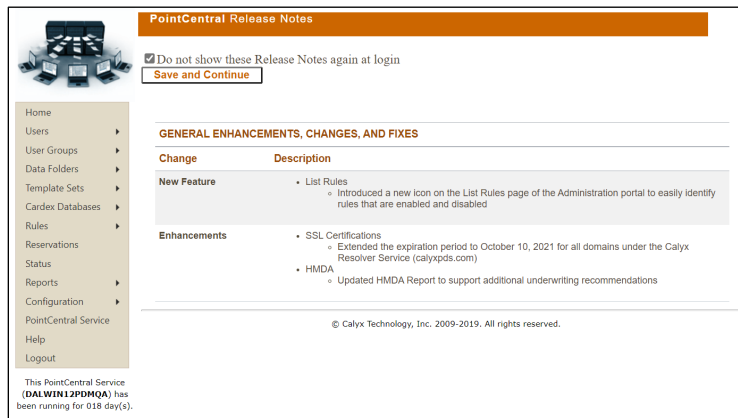 PointCentral Release Notes
Do not show these Release Notes again at login
Save and Continue
Home
Users
User Groups
Data Folders
Template Sets
Cardex Databases
Rules
Reservations
Status
Reports
Configuration
PointCentral Service
Help
Logout
This PointCentral Service
(DALWIN12PDMQA) has
been running for 018 day(s).
GENERAL ENHANCEMENTS, CHANGES, AND FIXES
Change Description
New Feature • List Rules
◦ Introduced a new icon on the List Rules page of the Administration portal to easily identify
rules that are enabled and disabled
Enhancements • SSL Certifications
◦ Extended the expiration period to October 10, 2021 for all domains under the Calyx
Resolver Service (calyxpds.com)
• HMDA
◦ Updated HMDA Report to support additional underwriting recommendations
© Calyx Technology, Inc. 2009-2019. All rights reserved.